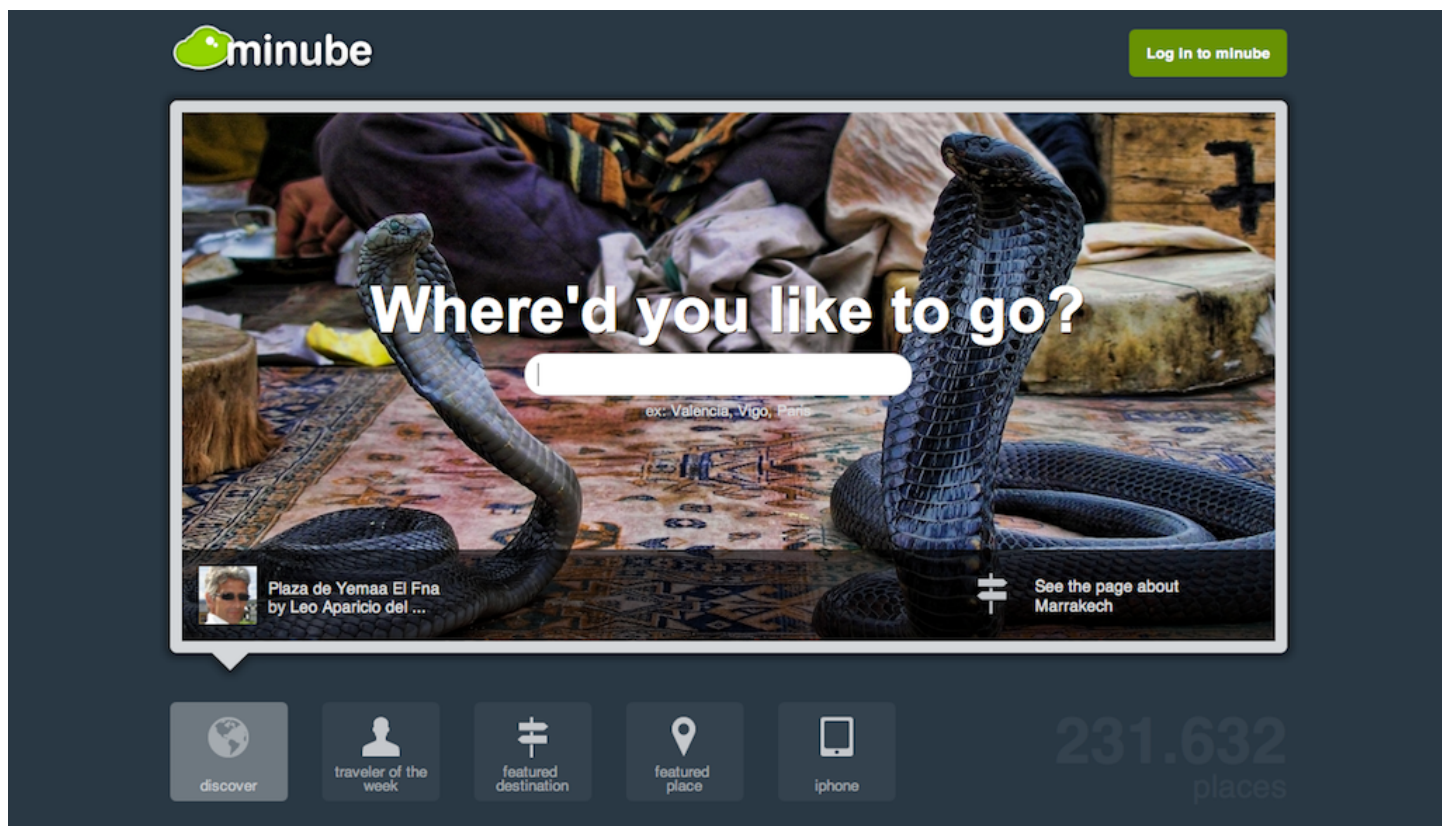 minube
Log in to minube
Where'd you like to go?
ex: Valencia, Vigo, Paris
Plaza de Yemaa El Fna
by Leo Aparicio del ...
See the page about
Marrakech
discover
traveler of the
week
featured
destination
featured
place
iphone
231.632
places